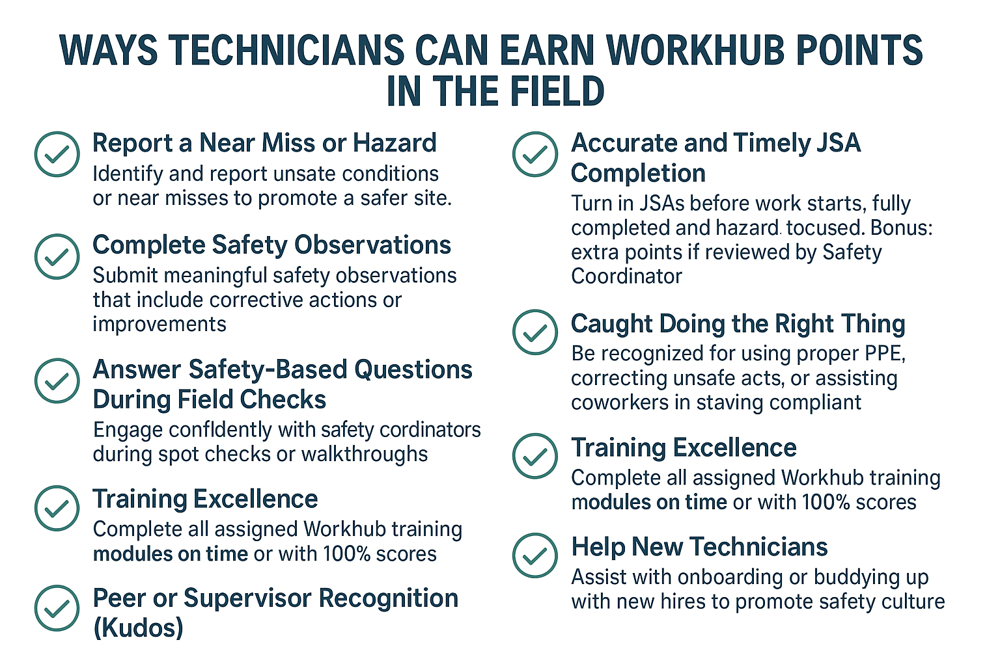 WAYS TECHNICIANS CAN EARN WORKHUB POINTS
IN THE FIELD
Report a Near Miss or Hazard
Identify and report unsate conditions
or near misses to promote a safer site.
Complete Safety Observations
Submit meaningful safety observations
that include corrective actions or
improvements
Answer Safety-Based Questions
During Field Checks
Engage confldently with safety cordinators
during spot checks or walkthroughs
Training Excellence
Complete all assigned Workhub training
modules on time or with 100% scores
Peer or Supervisor Recognition
(Kudos)
Accurate and Timely JSA
Completion
Turn in JSAs before work starts, fully
completed and hazard. tocused. Bonus:
extra points if reviewed by Safety
Coordinator
Caught Doing the Right Thing
Be recognized for using proper PPE,
correcting unsafe acts, or assisting
coworkers in staving compliant
Training Excellence
Complete all assigned Workhub training
modules on time or with 100% scores
Help New Technicians
Assist with onboarding or buddying up
with new hires to promote safety culture